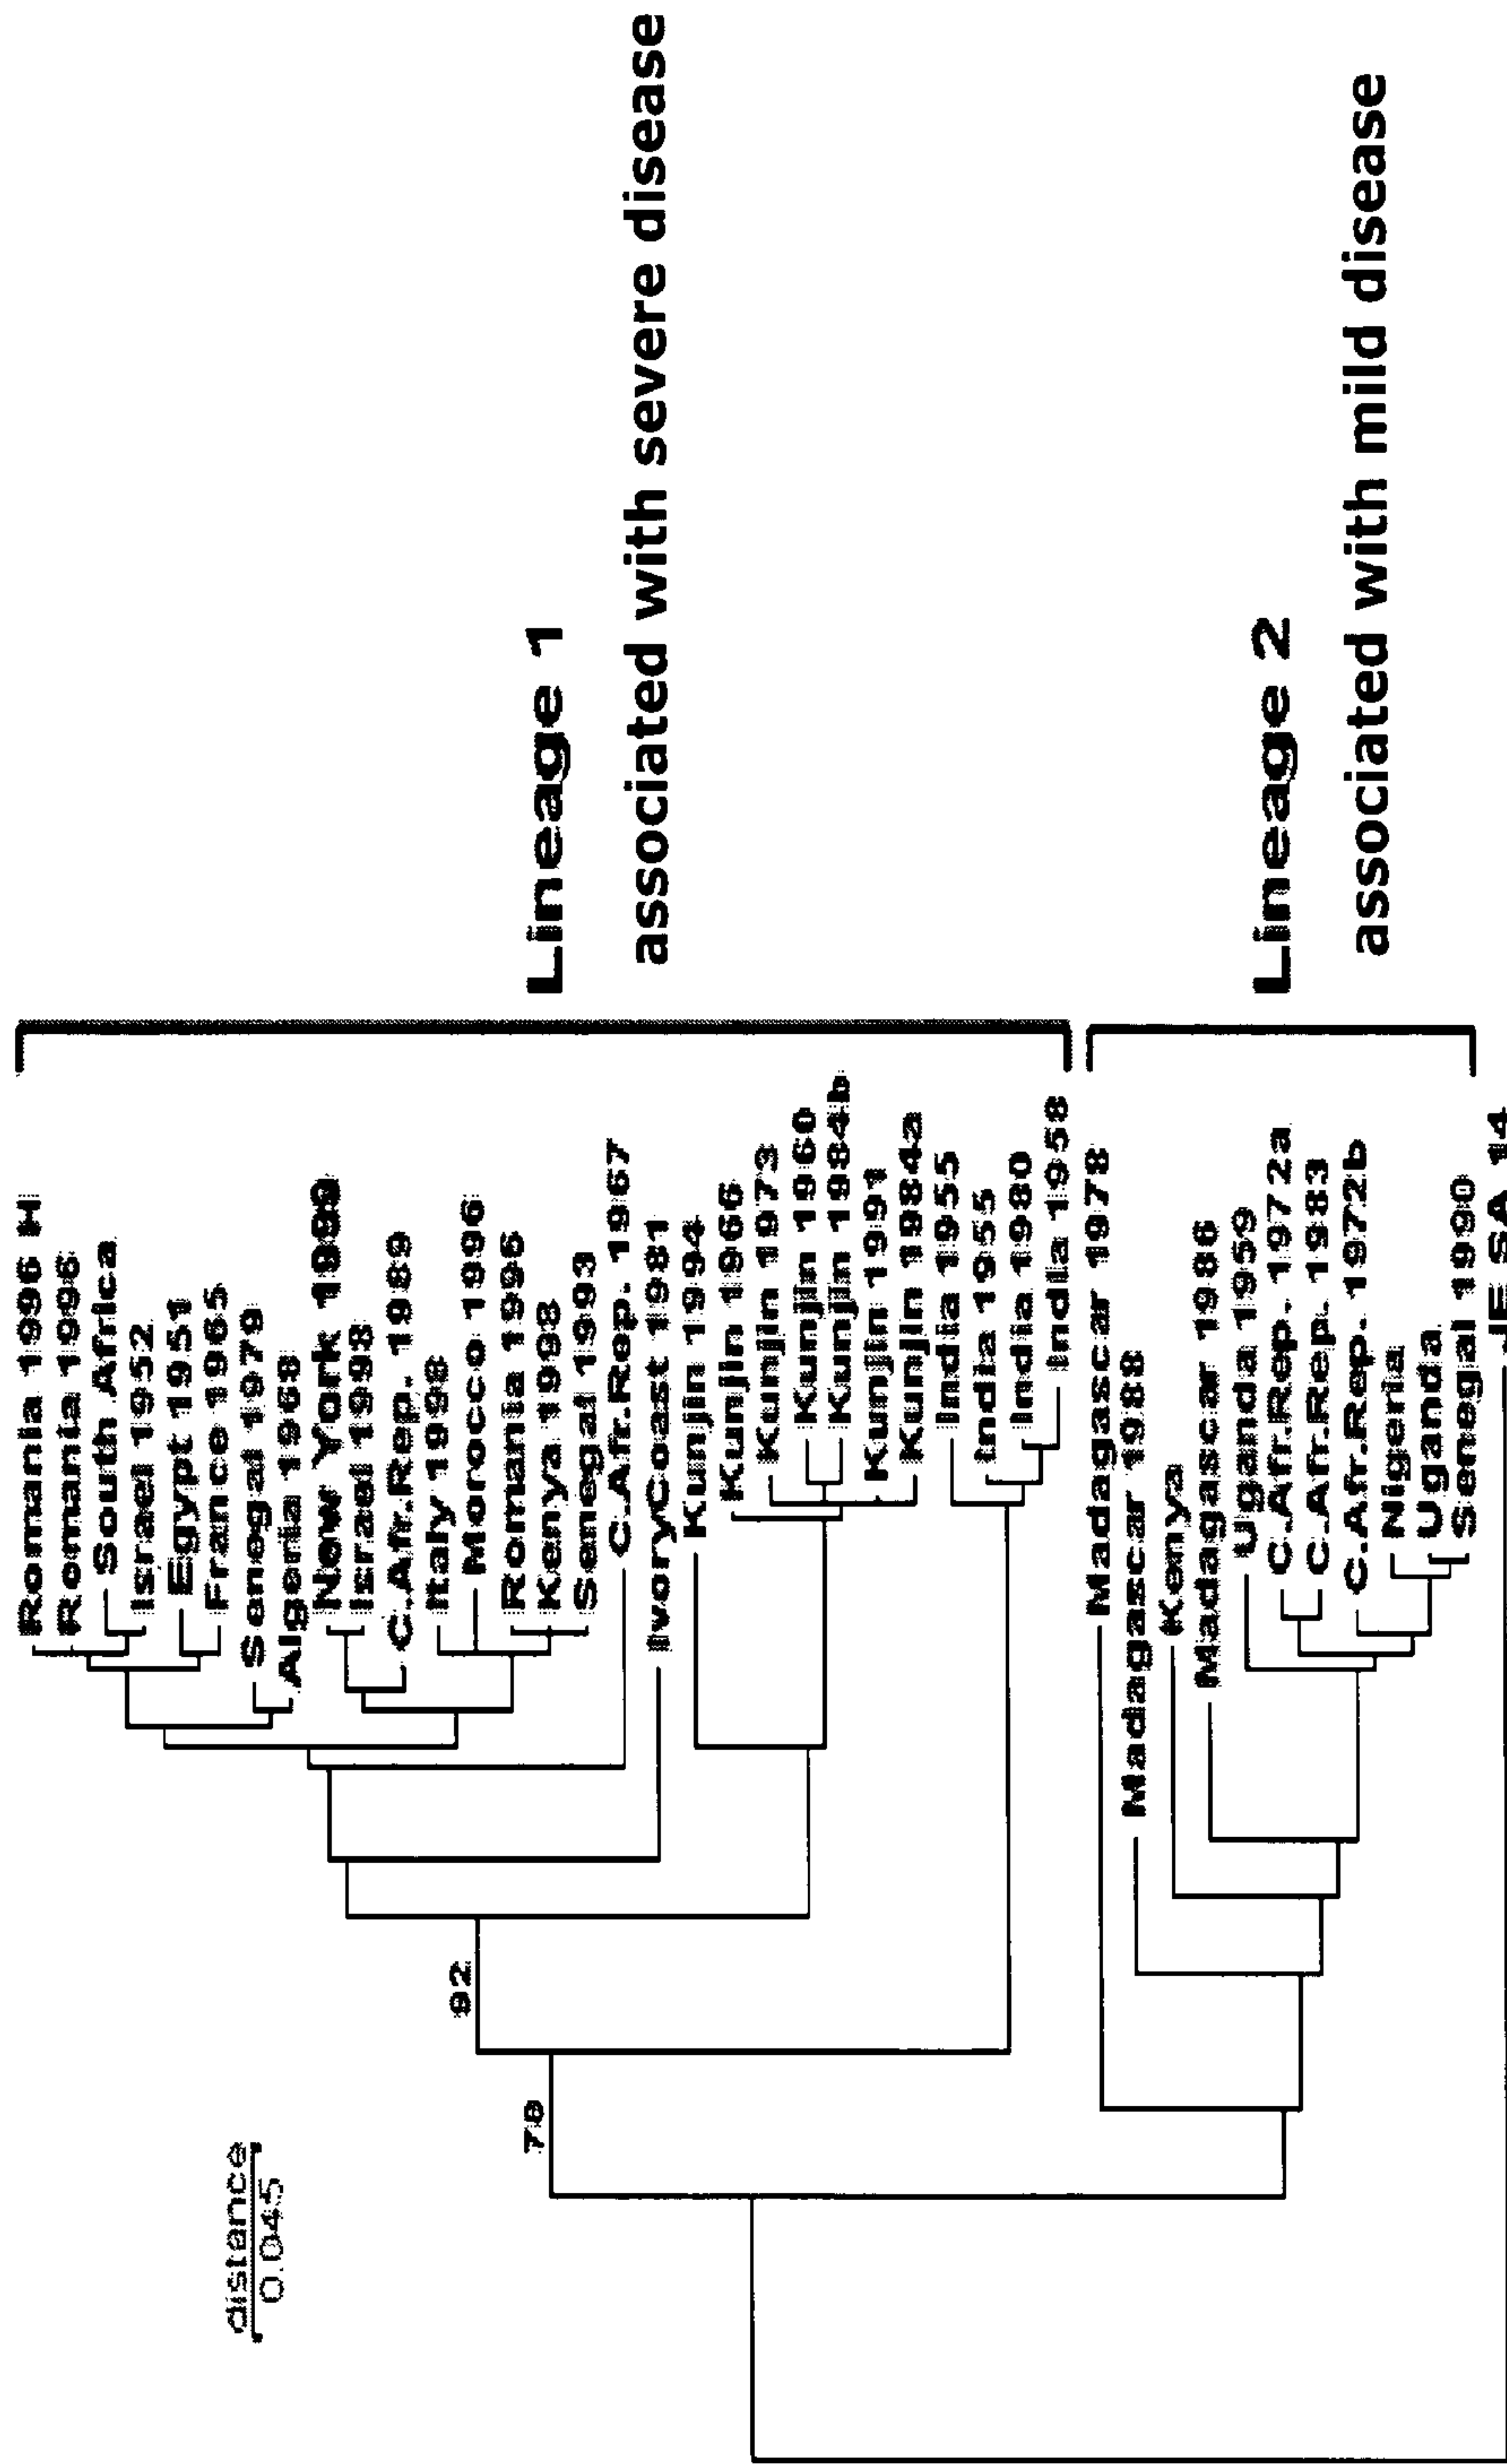 Romania 1996 H
Romania 1996
South Africa
Israel 1952
Egypt 1951
France 1965
Senegal 1979
Algeria 1968
New York 1999
Israel 1998
C.Afr.Rep. 1989
Italy 1998
Morocco 1996
Romania 1996
Kenya 1998
Senegal 1993
C.Afr.Rep. 1967
IvoryCoast 1981
Kunjin 1994
Kunjin 1966
Kunjin 1973
Kunjin 1960
Kunjin 1984b
Kunjin 1991
Kunjin 1984a
India 1955
India 1955
India 1980
India 1958
Madagascar 1978
Madagascar 1988
Kenya
Madagascar 1986
Uganda 1959
C.Afr.Rep. 1972a
C.Afr.Rep. 1983
C.Afr.Rep. 1972b
Nigeria
Uganda
Senegal 1990
JE SA 14
Lineage 1
associated with severe disease
Lineage 2
associated with mild disease
92
78
distance
0.045